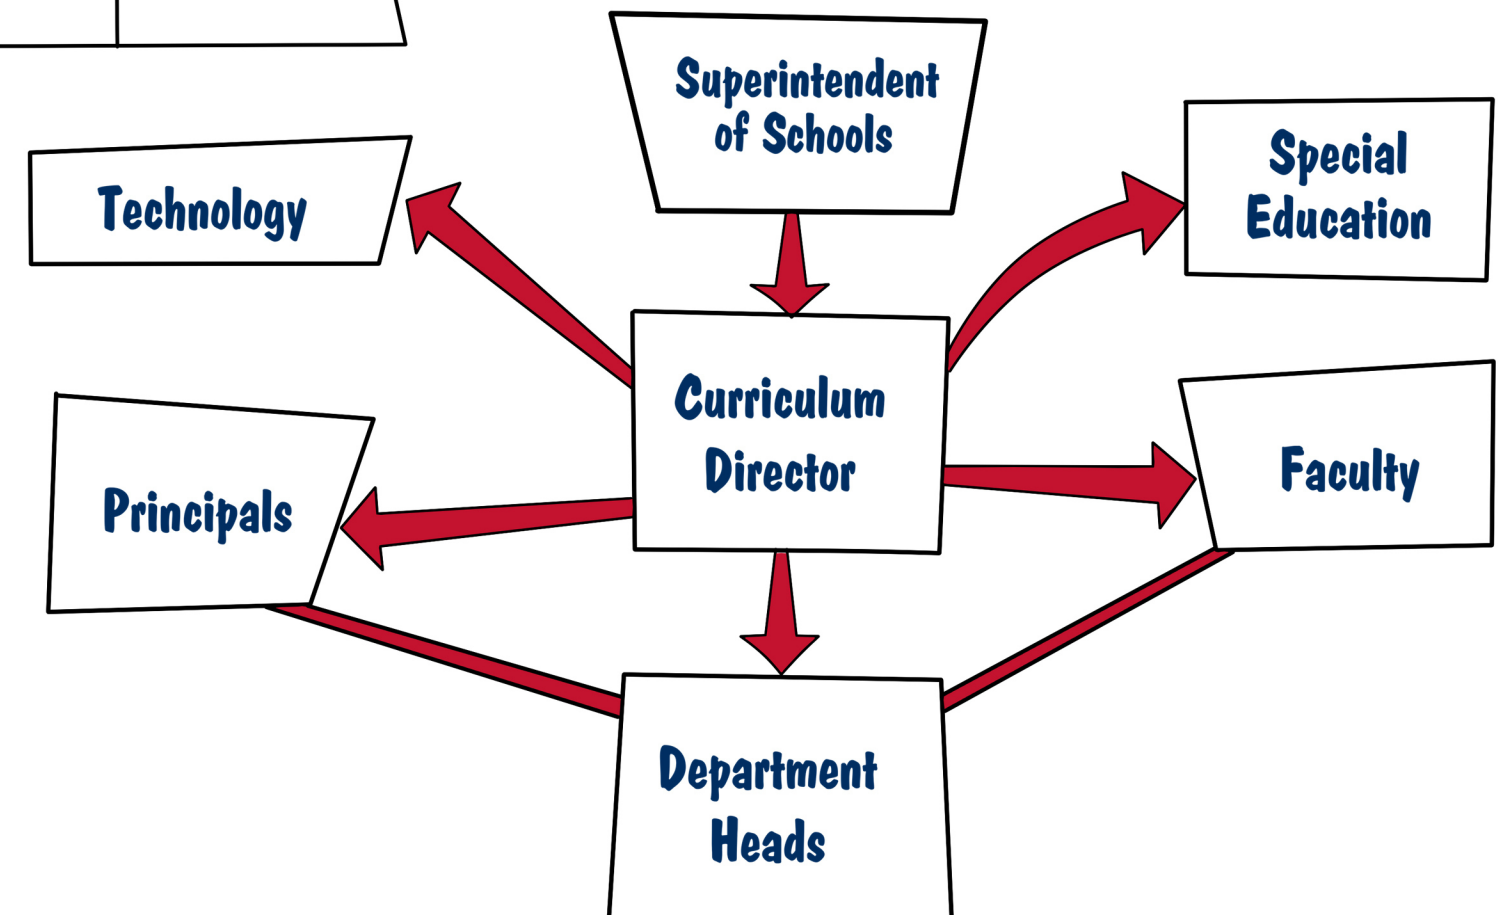 Superintendent
of Schools
Technology
Special
Education
Curriculum
Director
Principals
Faculty
Department
Heads